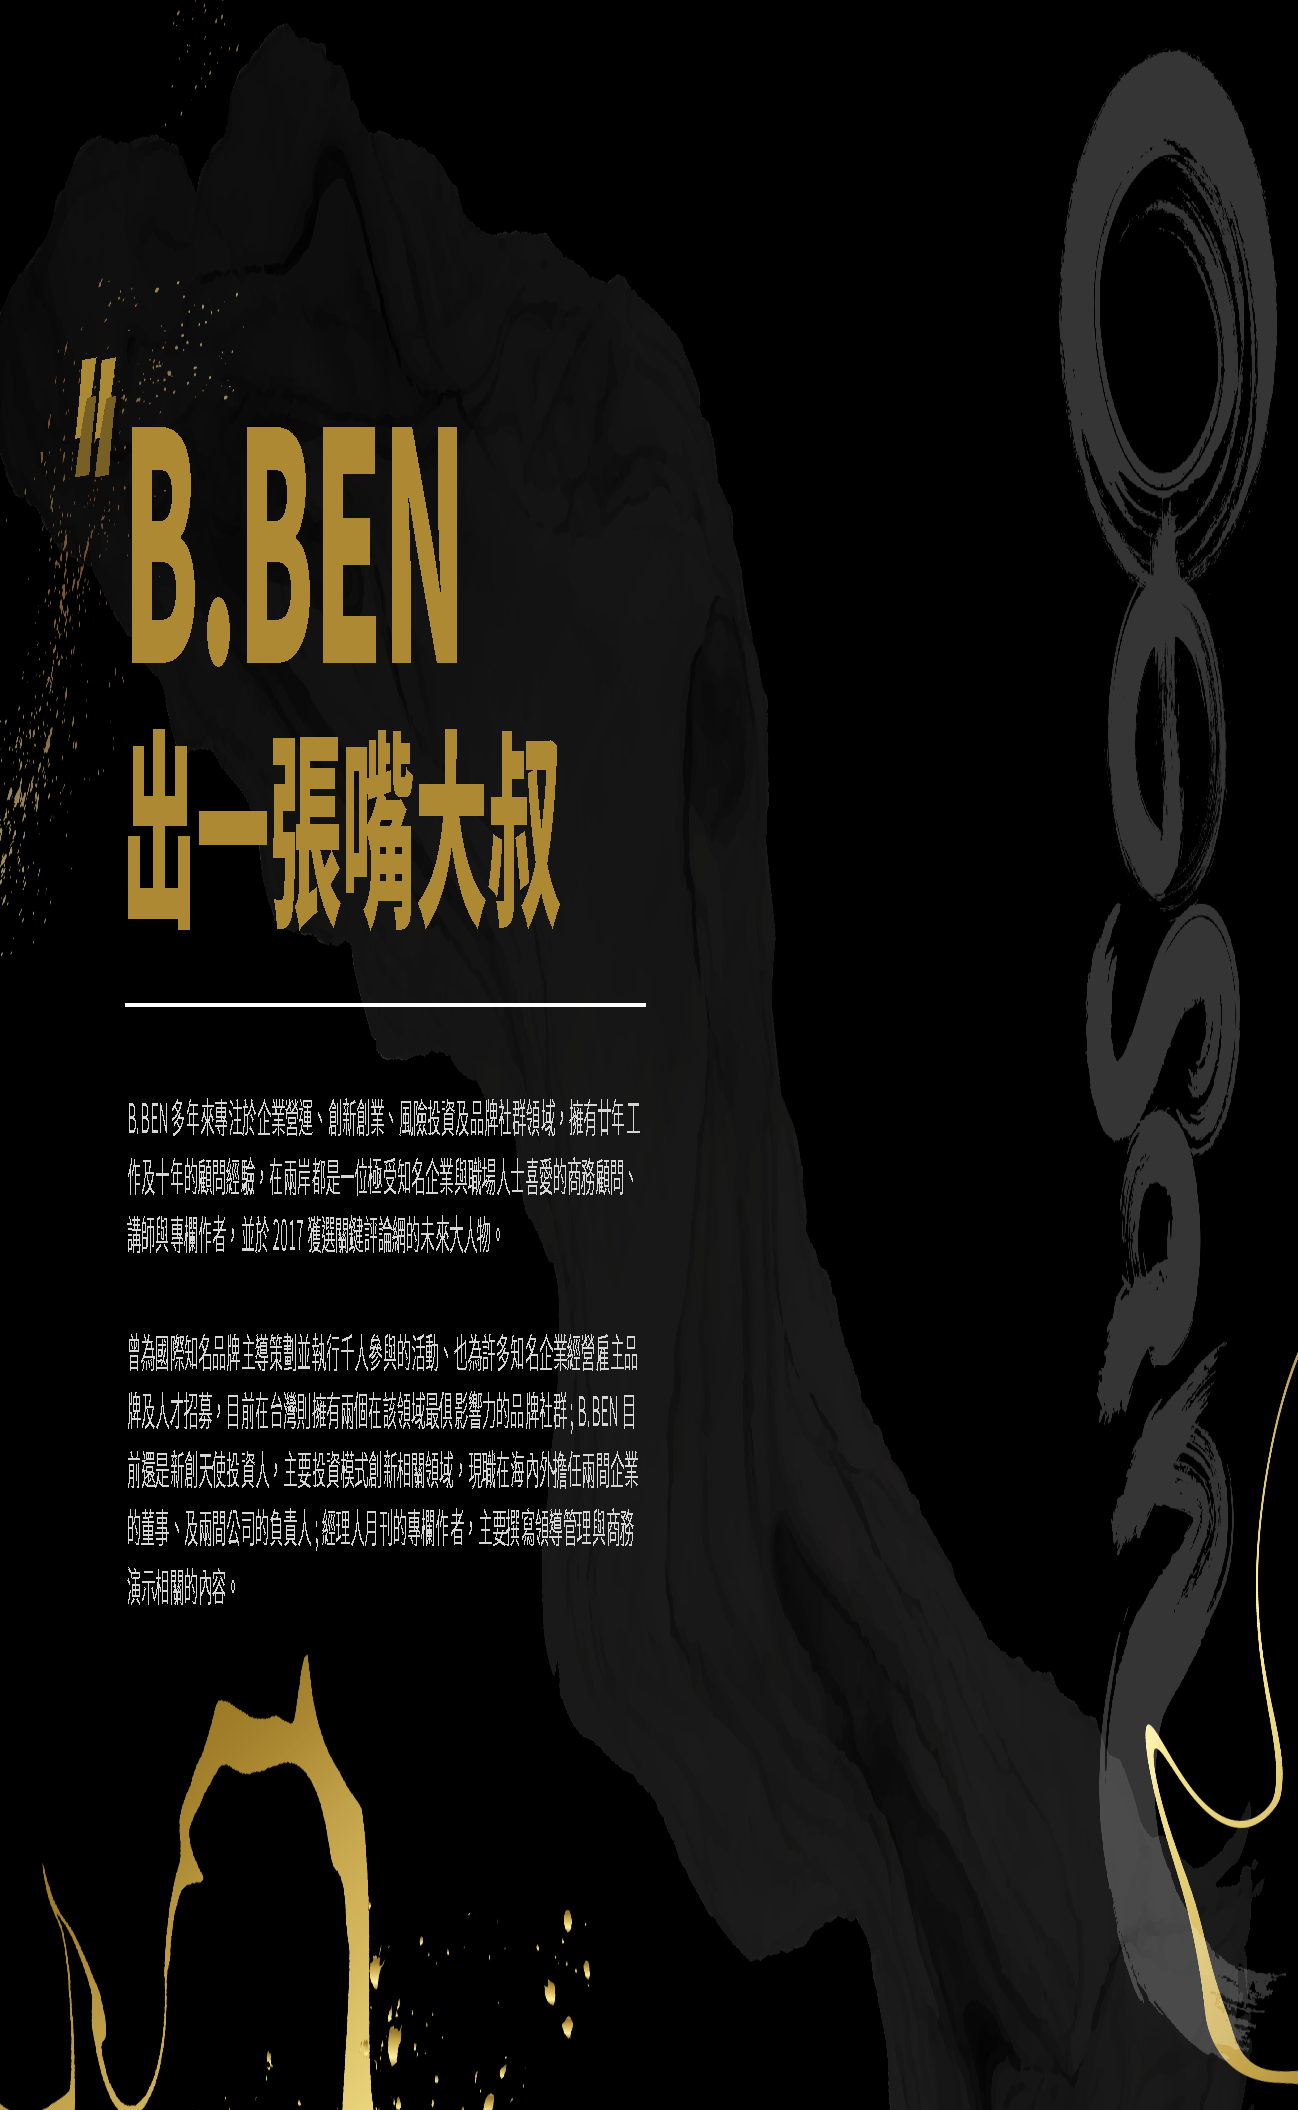 B.BEN
出一張嘴大叔
B.BEN 多年來專注於企業營運、創新創業、風險投資及品牌社群領域，擁有廿年工
作及十年的顧問經驗，在兩岸都是一位極受知名企業與職場人士喜愛的商務顧問、
講師與專欄作者，並於 2017 獲選關鍵評論網的未來大人物。
曾為國際知名品牌主導策劃並執行千人參與的活動、也為許多知名企業經營雇主品
牌及人才招募，目前在台灣則擁有兩個在該領域最俱影響力的品牌社群；B.BEN 目
前還是新創天使投資人，主要投資模式創新相關領域，現職在海內外擔任兩間企業
的董事、及兩間公司的負責人；經理人月刊的專欄作者，主要撰寫領導管理與商務
演示相關的內容。